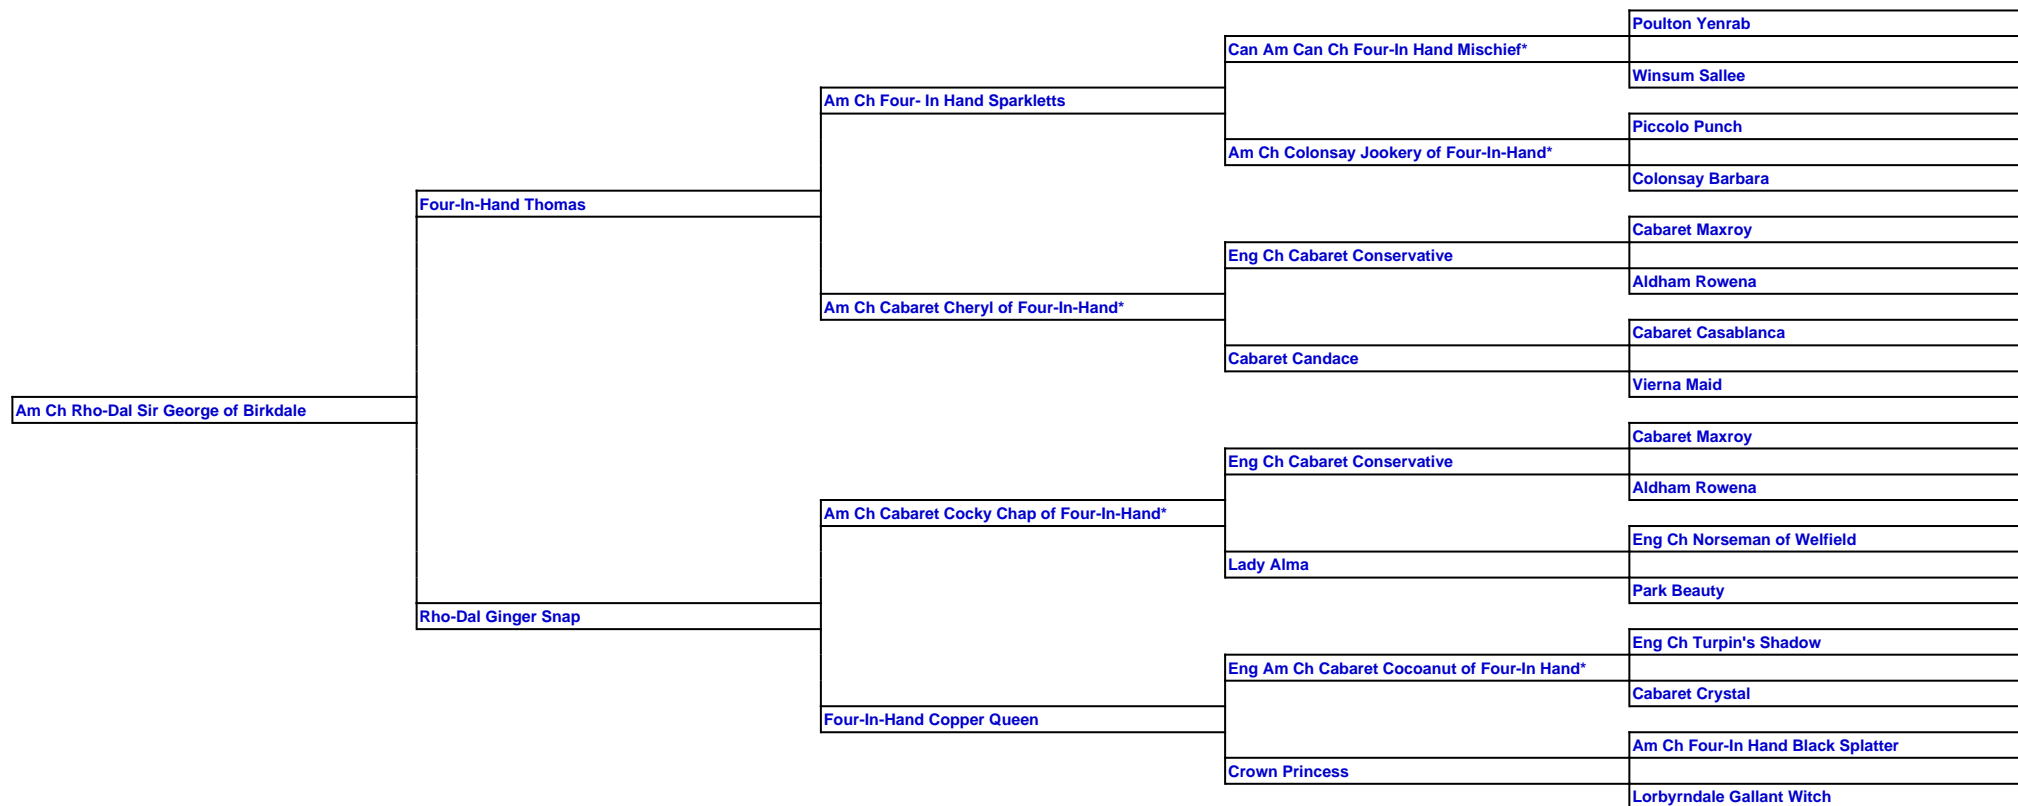 Poulton Yenrab
Can Am Can Ch Four-In Hand Mischief*
Winsum Sallee
Am Ch Four- In Hand Sparkletts
Piccolo Punch
Am Ch Colonsay Jookery of Four-In-Hand*
Colonsay Barbara
Four-In-Hand Thomas
Cabaret Maxroy
Eng Ch Cabaret Conservative
Aldham Rowena
Am Ch Cabaret Cheryl of Four-In-Hand*
Cabaret Casablanca
Cabaret Candace
Vierna Maid
Am Ch Rho-Dal Sir George of Birkdale
Cabaret Maxroy
Eng Ch Cabaret Conservative
Aldham Rowena
Am Ch Cabaret Cocky Chap of Four-In-Hand*
Eng Ch Norseman of Welfield
Lady Alma
Park Beauty
Rho-Dal Ginger Snap
Eng Ch Turpin's Shadow
Eng Am Ch Cabaret Cocoanut of Four-In Hand*
Cabaret Crystal
Four-In-Hand Copper Queen
Am Ch Four-In Hand Black Splatter
Crown Princess
Lorbyrndale Gallant Witch